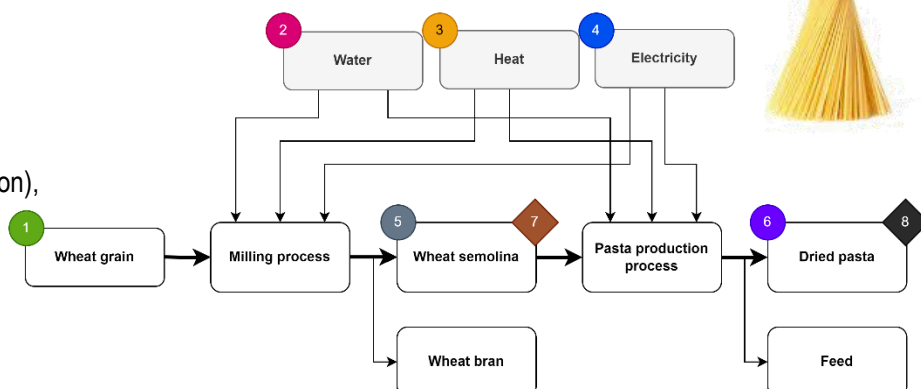 2
3
4
Water
Heat
Electricity
on),
1
5
7
6
8
Wheat grain
Milling process
Wheat semolina
Pasta production
process
Dried pasta
Wheat bran
Feed